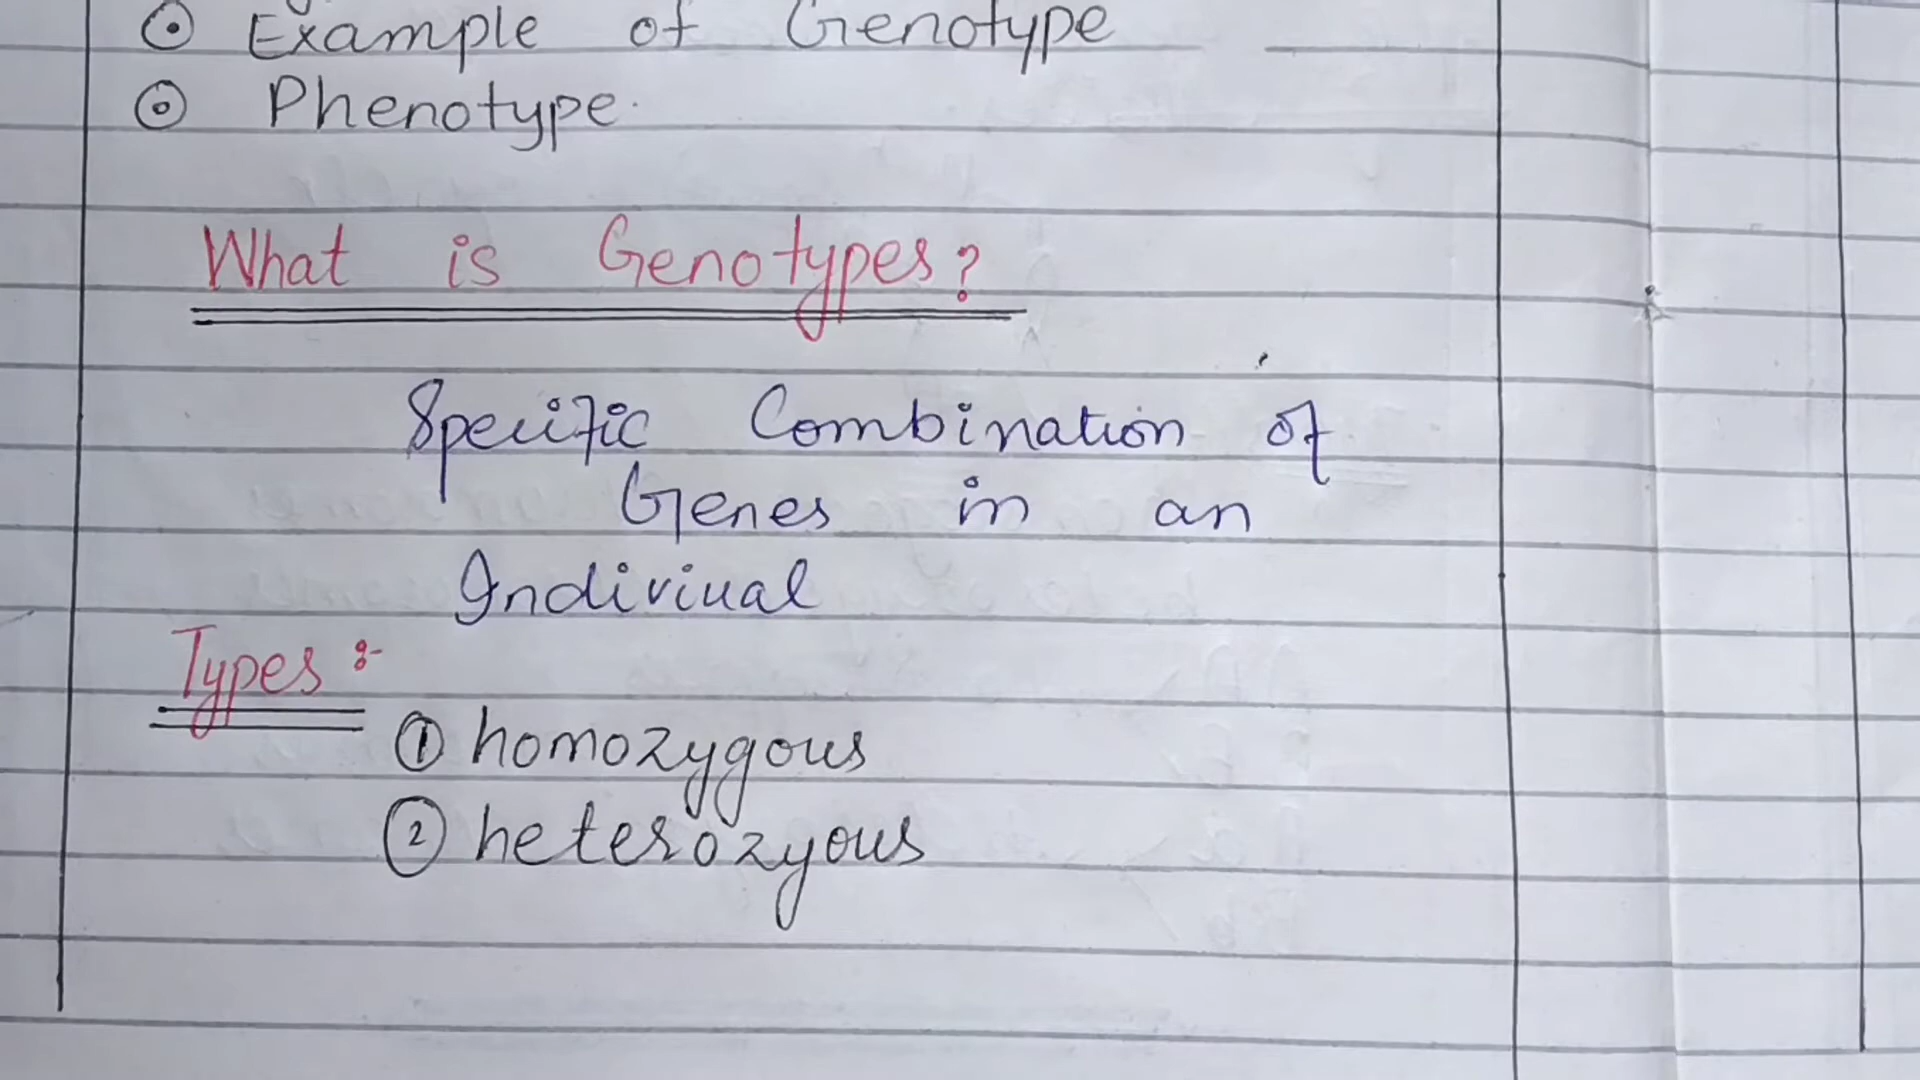 Example of Genotype
Phenotype.
What is Genotypes?
Specific Combination of
Genes in an
Indiviual
Types :-
① homozygous
② heterozyous